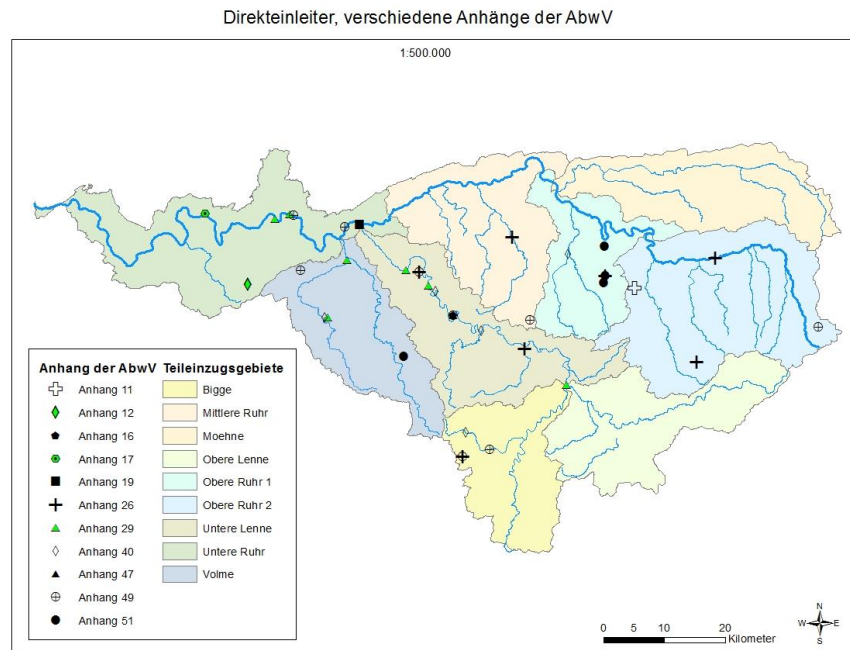 Direkteinleiter, verschiedene Anhänge der AbwV
1:500.000
Anhang der AbwV Teileinzugsgebiete
Anhang 11 Bigge
Anhang 12 Mittlere Ruhr
Anhang 16 Moehne
Anhang 17 Obere Lenne
Anhang 19 Obere Ruhr 1
Anhang 26 Obere Ruhr 2
Anhang 29 Untere Lenne
Anhang 40 Untere Ruhr
Anhang 47 Volme
Anhang 49
Anhang 51
0 5 10 20
Kilometer
N
W E
S